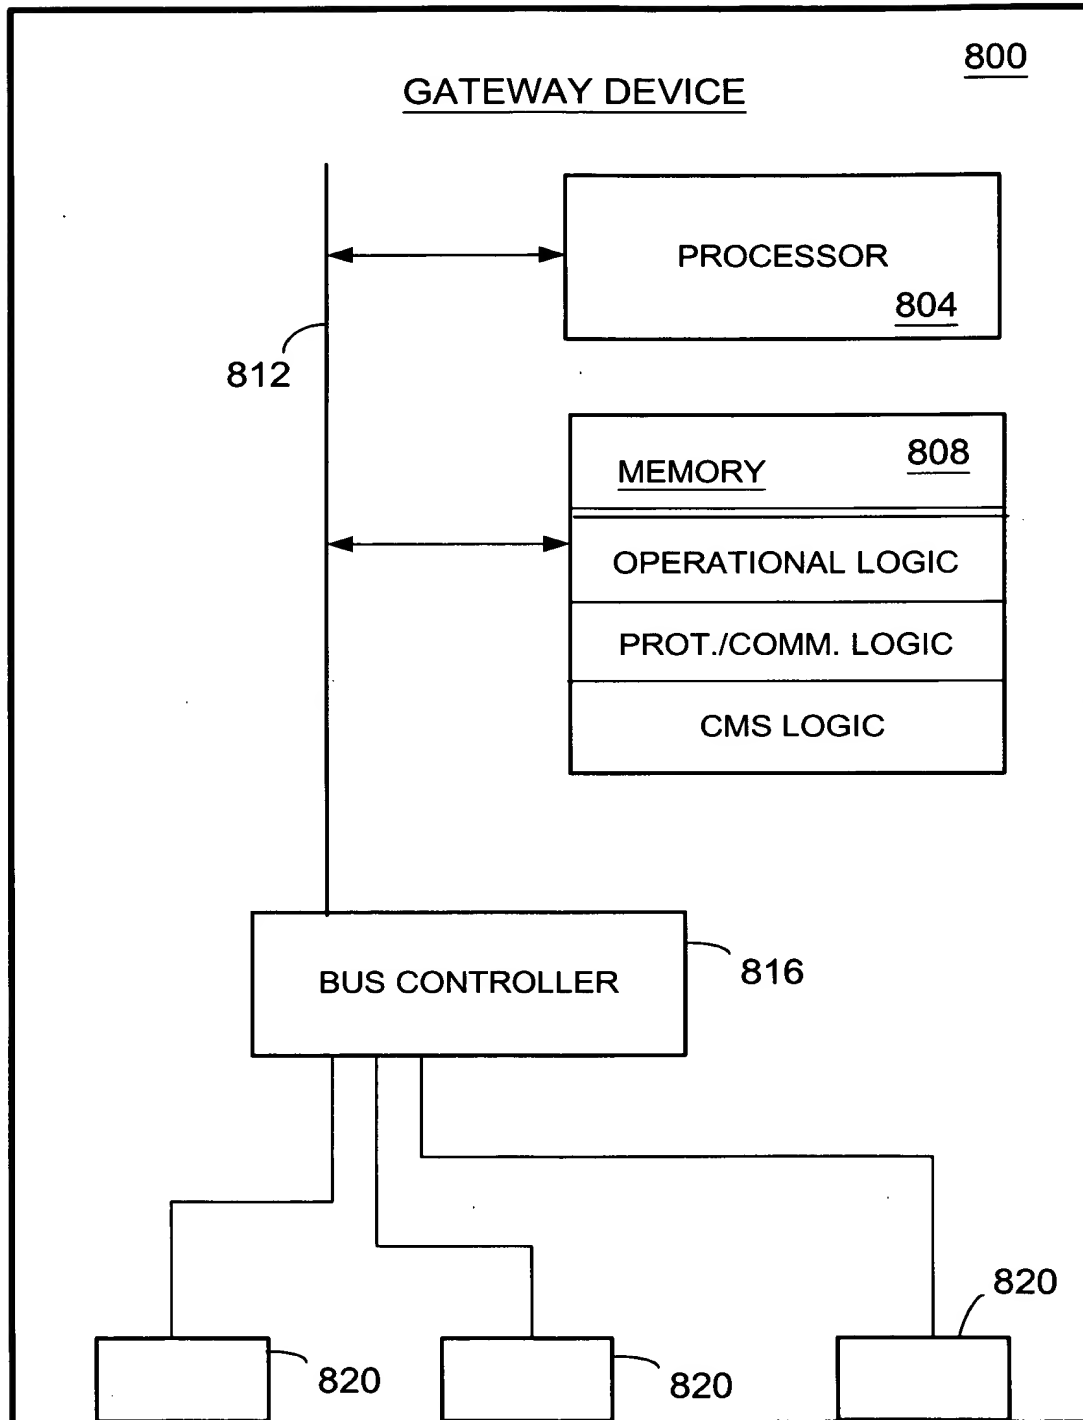 800
GATEWAY DEVICE
PROCESSOR
804
812
MEMORY
808
OPERATIONAL LOGIC
PROT./COMM. LOGIC
CMS LOGIC
BUS CONTROLLER
816
820
820
820